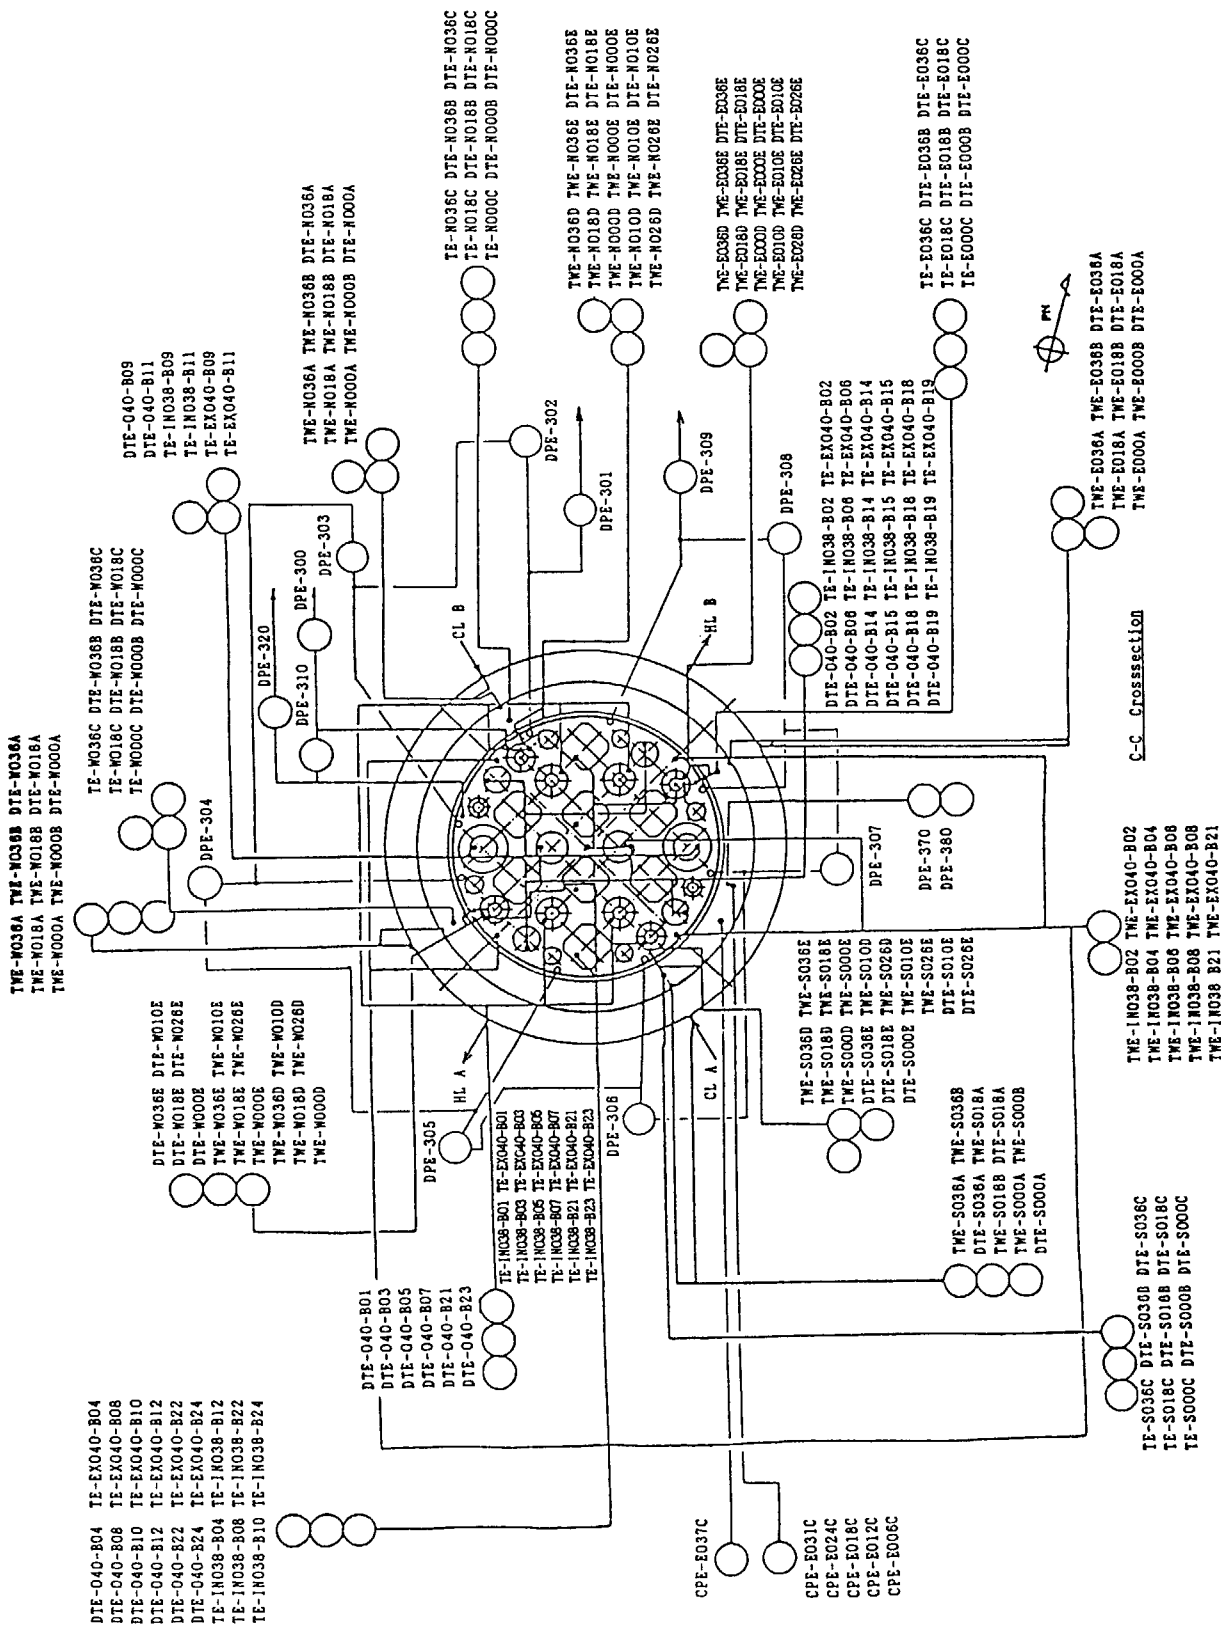 TE-N036C DTE-N036B DTE-N036C
TE-N018C DTE-N018B DTE-N018C
TE-N000C DTE-N000B DTE-N000C
TWE-N036D TWE-N036E DTE-N036E
TWE-N018D TWE-N018E DTE-N018E
TWE-N000D TWE-N000E DTE-N000E
TWE-N010D TWE-N010E DTE-N010E
TWE-N026D TWE-N026E DTE-N026E
TWE-E036D TWE-E036E DTE-E036E
TWE-E018D TWE-E018E DTE-E018E
TWE-E000D TWE-E000E DTE-E000E
TWE-E010D TWE-E010E DTE-E010E
TWE-E026D TWE-E026E DTE-E026E
TE-E036C DTE-E036B DTE-E036C
TE-E018C DTE-E018B DTE-E018C
TE-E000C DTE-E000B DTE-E000C
TWE-N036A TWE-N036B DTE-N036A
TWE-N018A TWE-N018B DTE-N018A
TWE-N000A TWE-N000B DTE-N000A
DTE-040-B09
DTE-040-B11
TE-IN038-B09
TE-IN038-B11
TE-EX040-B09
TE-EX040-B11
DPE-302
DPE-301
DPE-309
DPE-308
PN
TWE-E036A TWE-E036B DTE-E036A
TWE-E018A TWE-E018B DTE-E018A
TWE-E000A TWE-E000B DTE-E000A
DPE-303
DPE-300
DPE-320
DPE-310
CL B
HL B
DTE-040-B02 TE-IN038-B02 TE-EX040-B02
DTE-040-B06 TE-IN038-B06 TE-EX040-B06
DTE-040-B14 TE-IN038-B14 TE-EX040-B14
DTE-040-B15 TE-IN038-B15 TE-EX040-B15
DTE-040-B18 TE-IN038-B18 TE-EX040-B18
DTE-040-B19 TE-IN038-B19 TE-EX040-B19
C-C Crosssection
TE-W036C DTE-W036B DTE-W036C
TE-W018C DTE-W018B DTE-W018C
TE-W000C DTE-W000B DTE-W000C
TWE-W036A TWE-W036B DTE-W036A
TWE-W018A TWE-W018B DTE-W018A
TWE-W000A TWE-W000B DTE-W000A
DPE-304
DPE-307
DPE-370
DPE-380
TWE-IN038-B02 TWE-EX040-B02
TWE-IN038-B04 TWE-EX040-B04
TWE-IN038-B06 TWE-EX040-B08
TWE-IN038-B08 TWE-EX040-B08
TWE-IN038 B21 TWE-EX040-B21
DTE-W036E DTE-W010E
DTE-W018E DTE-W026E
DTE-W000E
TWE-W036E TWE-W010E
TWE-W018E TWE-W026E
TWE-W000E
TWE-W036D TWE-W010D
TWE-W018D TWE-W026D
TWE-W000D
HL A
CL A
DPE-305
DPE-306
TWE-S036D TWE-S036E
TWE-S018D TWE-S018E
TWE-S000D TWE-S000E
DTE-S036E TWE-S010D
DTE-S018E TWE-S026D
DTE-S000E TWE-S010E
TWE-S026E
DTE-S010E
DTE-S026E
TE-IN038-B01 TE-EX040-B01
TE-IN038-B03 TE-EX040-B03
TE-IN038-B05 TE-EX040-B05
TE-IN038-B07 TE-EX040-B07
TE-IN038-B21 TE-EX040-B21
TE-IN038-B23 TE-EX040-B23
DTE-040-B01
DTE-040-B03
DTE-040-B05
DTE-040-B07
DTE-040-B21
DTE-040-B23
TWE-S036A TWE-S036B
DTE-S036A TWE-S018A
TWE-S018B DTE-S018A
TWE-S000A TWE-S000B
DTE-S000A
TE-S036C DTE-S036B DTE-S036C
TE-S018C DTE-S018B DTE-S018C
TE-S000C DTE-S000B DTE-S000C
DTE-040-B04 TE-EX040-B04
DTE-040-B08 TE-EX040-B08
DTE-040-B10 TE-EX040-B10
DTE-040-B12 TE-EX040-B12
DTE-040-B22 TE-EX040-B22
DTE-040-B24 TE-EX040-B24
TE-IN038-B04 TE-IN038-B12
TE-IN038-B08 TE-IN038-B22
TE-IN038-B10 TE-IN038-B24
CPE-E037C
CPE-E031C
CPE-E024C
CPE-E018C
CPE-E012C
CPE-E006C